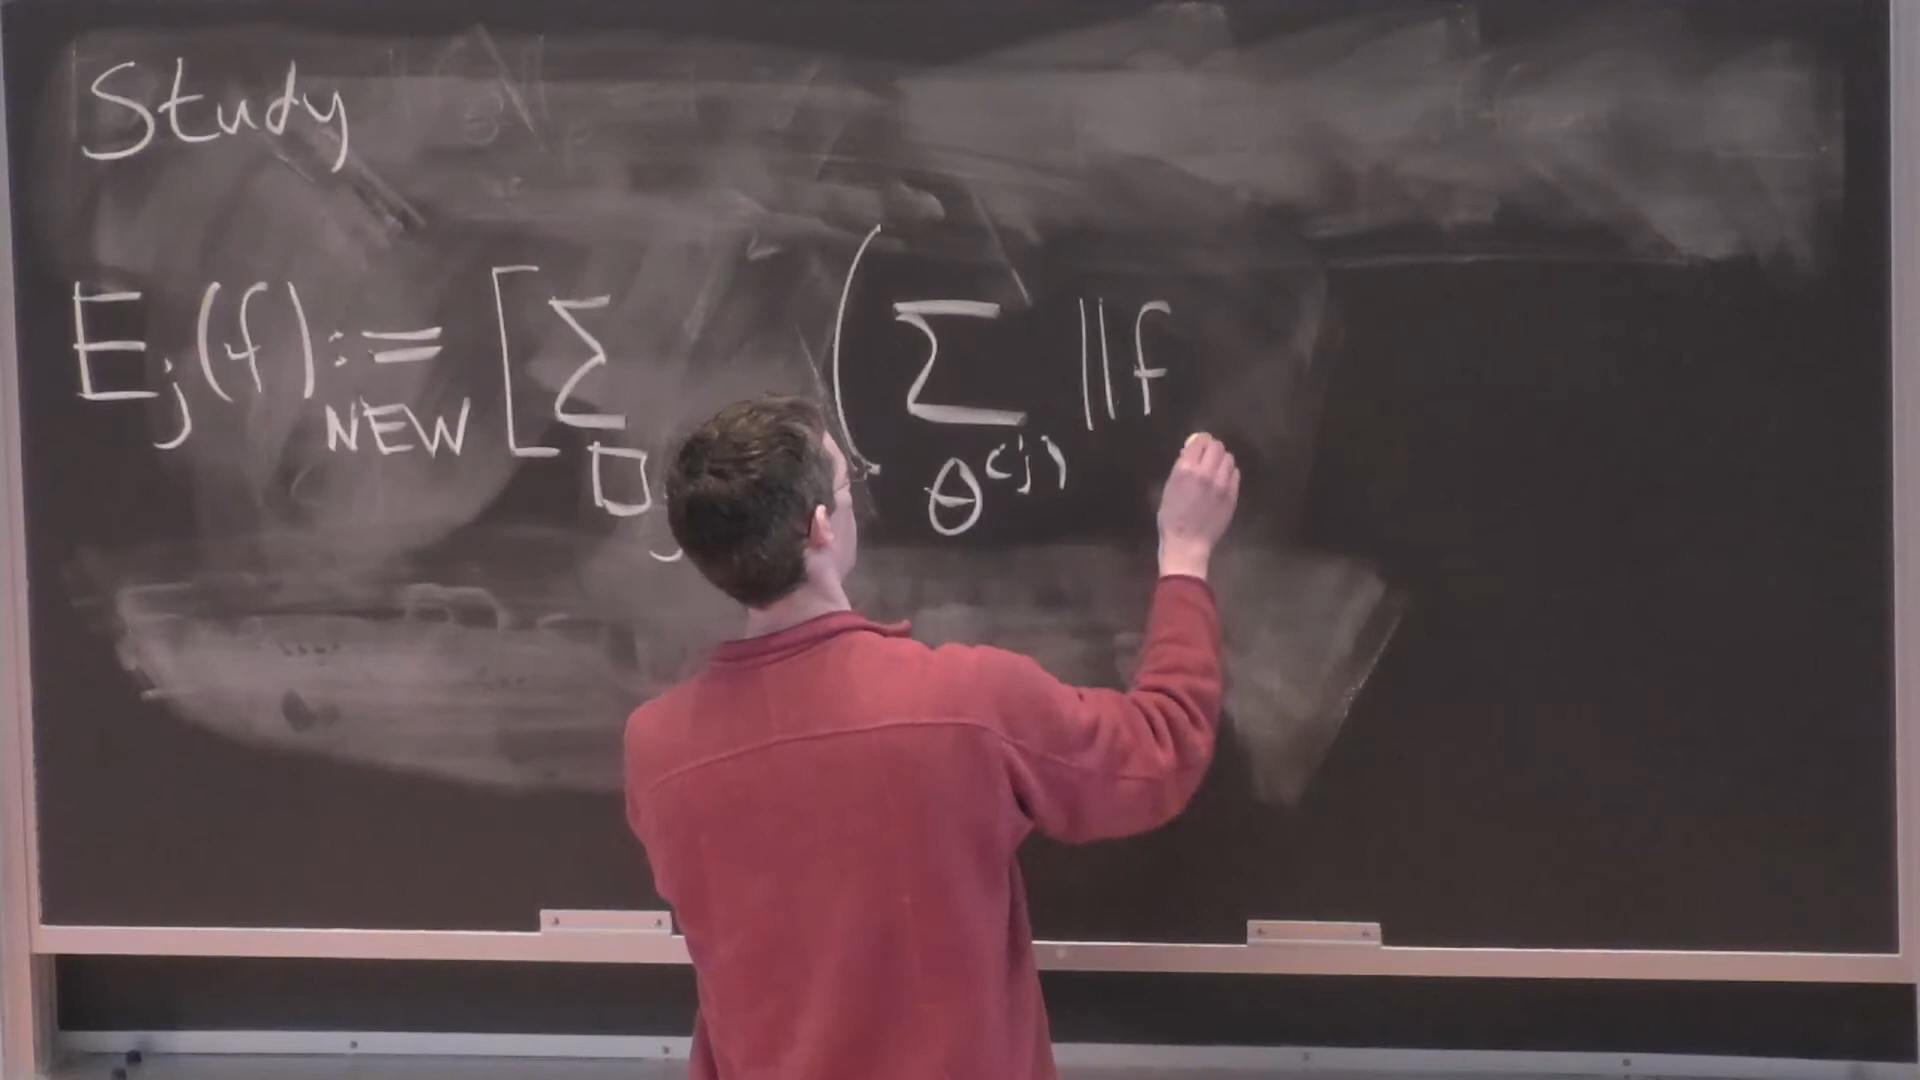 Study
E_j(f) :=_NEW [ Σ_{□_j} ( Σ_{θ^{(j)}} ||f